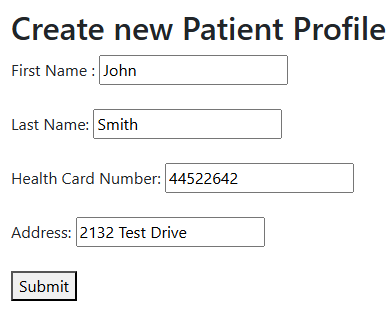 Create new Patient Profile
First Name : John
Last Name: Smith
Health Card Number: 44522642
Address: 2132 Test Drive
Submit